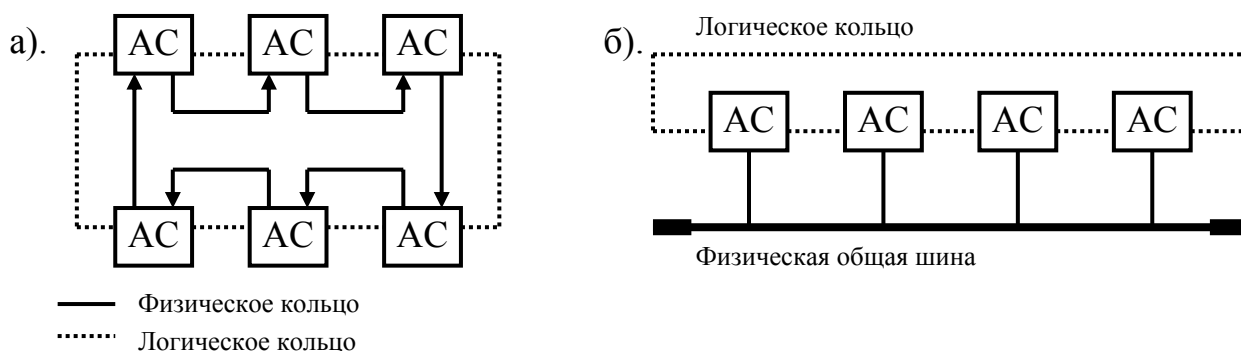 а).
АС АС АС
АС АС АС
Физическое кольцо
Логическое кольцо
б).
Логическое кольцо
АС АС АС АС
Физическая общая шина